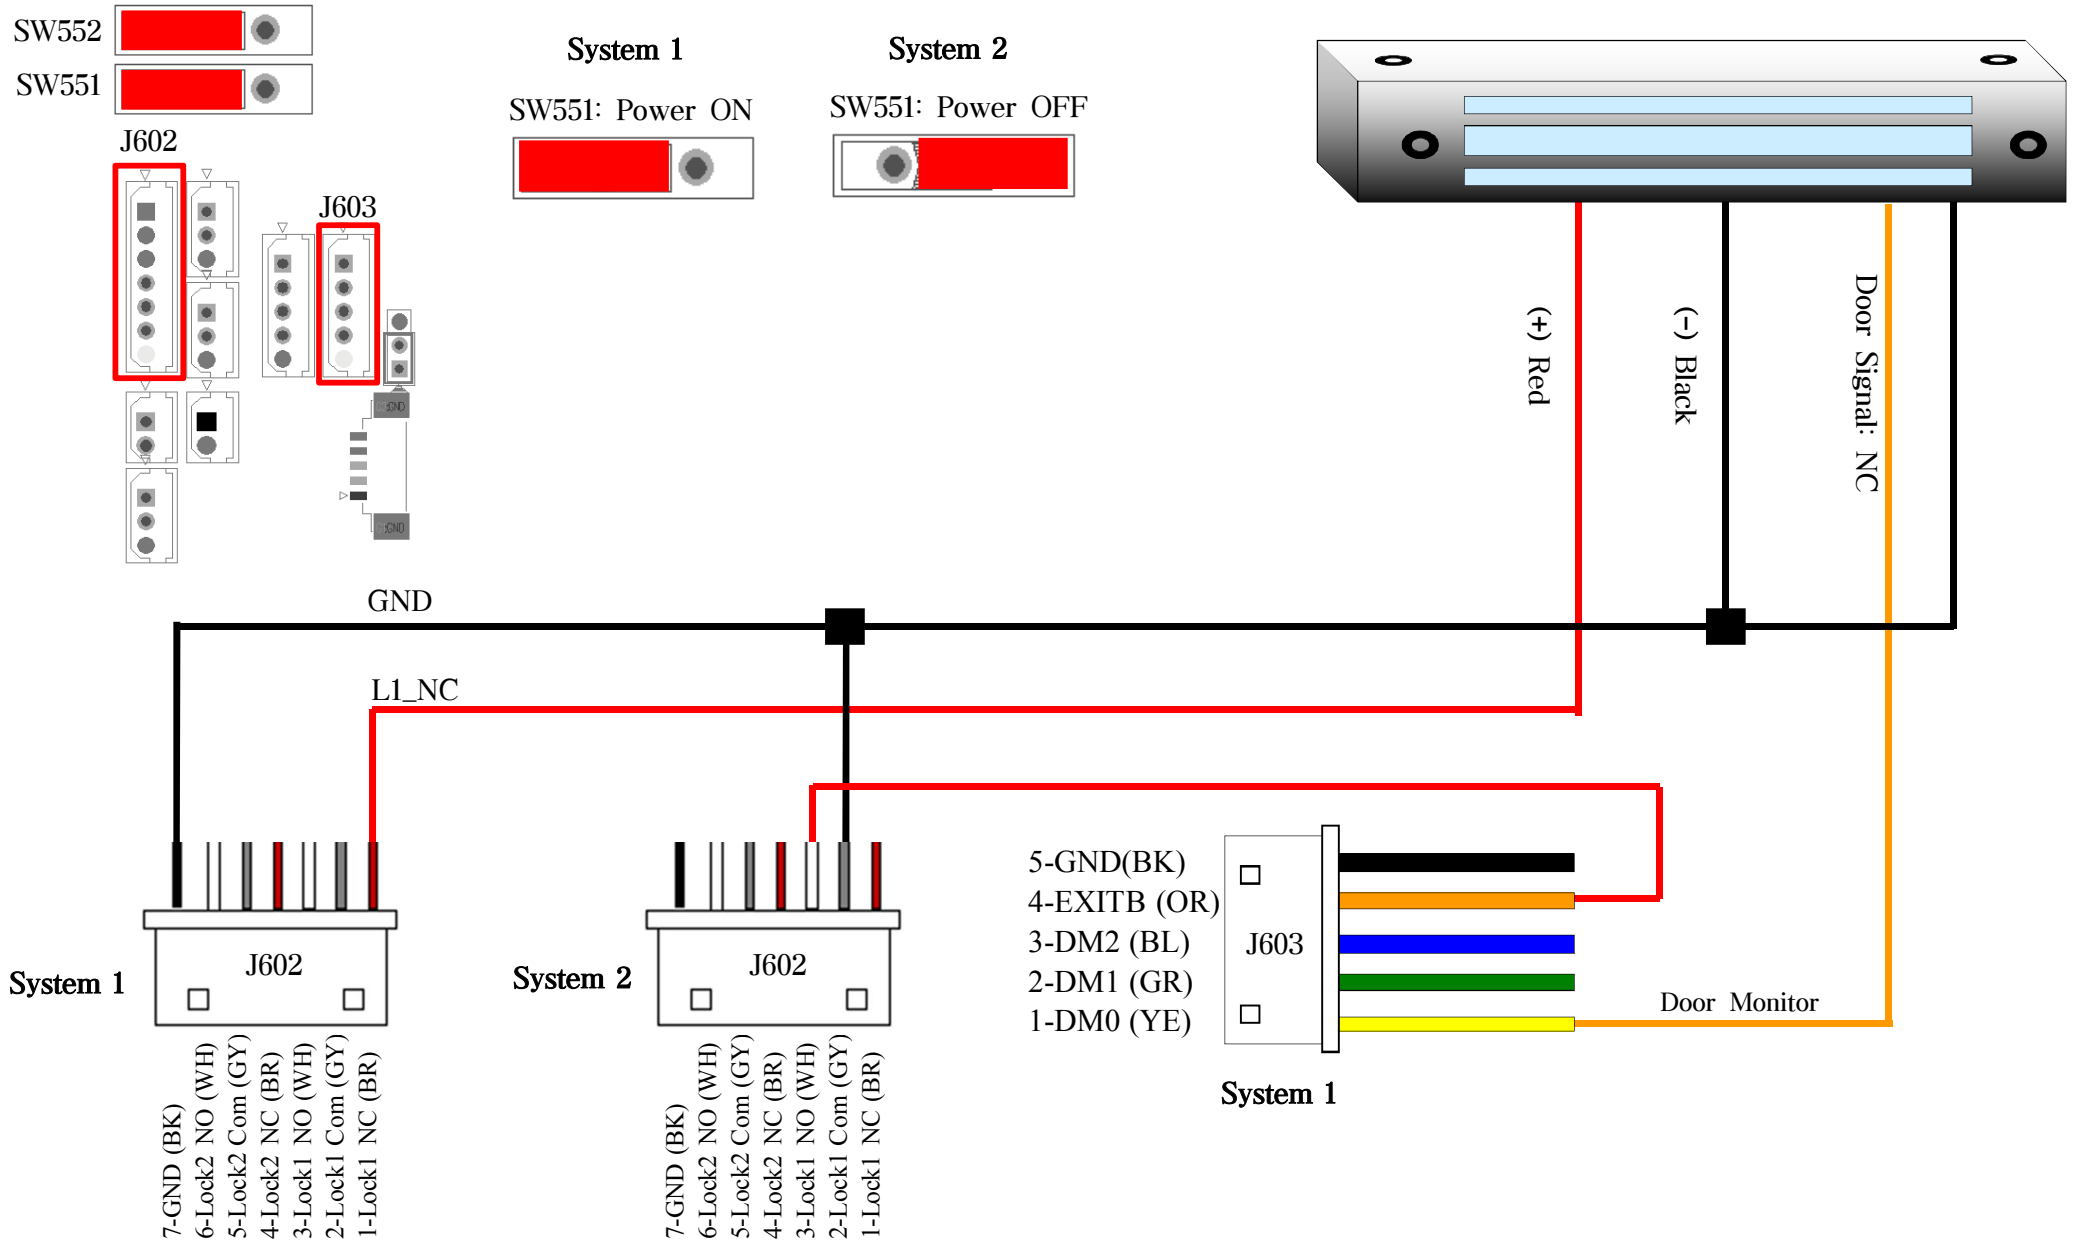 SW552
SW551
J602
J603
GND
GND
System 1
SW551: Power ON
System 2
SW551: Power OFF
(+) Red
(-) Black
Door Signal: NC
GND
L1_NC
J602
System 1
7-GND (BK)
6-Lock2 NO (WH)
5-Lock2 Com (GY)
4-Lock2 NC (BR)
3-Lock1 NO (WH)
2-Lock1 Com (GY)
1-Lock1 NC (BR)
J602
System 2
7-GND (BK)
6-Lock2 NO (WH)
5-Lock2 Com (GY)
4-Lock2 NC (BR)
3-Lock1 NO (WH)
2-Lock1 Com (GY)
1-Lock1 NC (BR)
5-GND(BK)
4-EXITB (OR)
3-DM2 (BL)
2-DM1 (GR)
1-DM0 (YE)
J603
Door Monitor
System 1